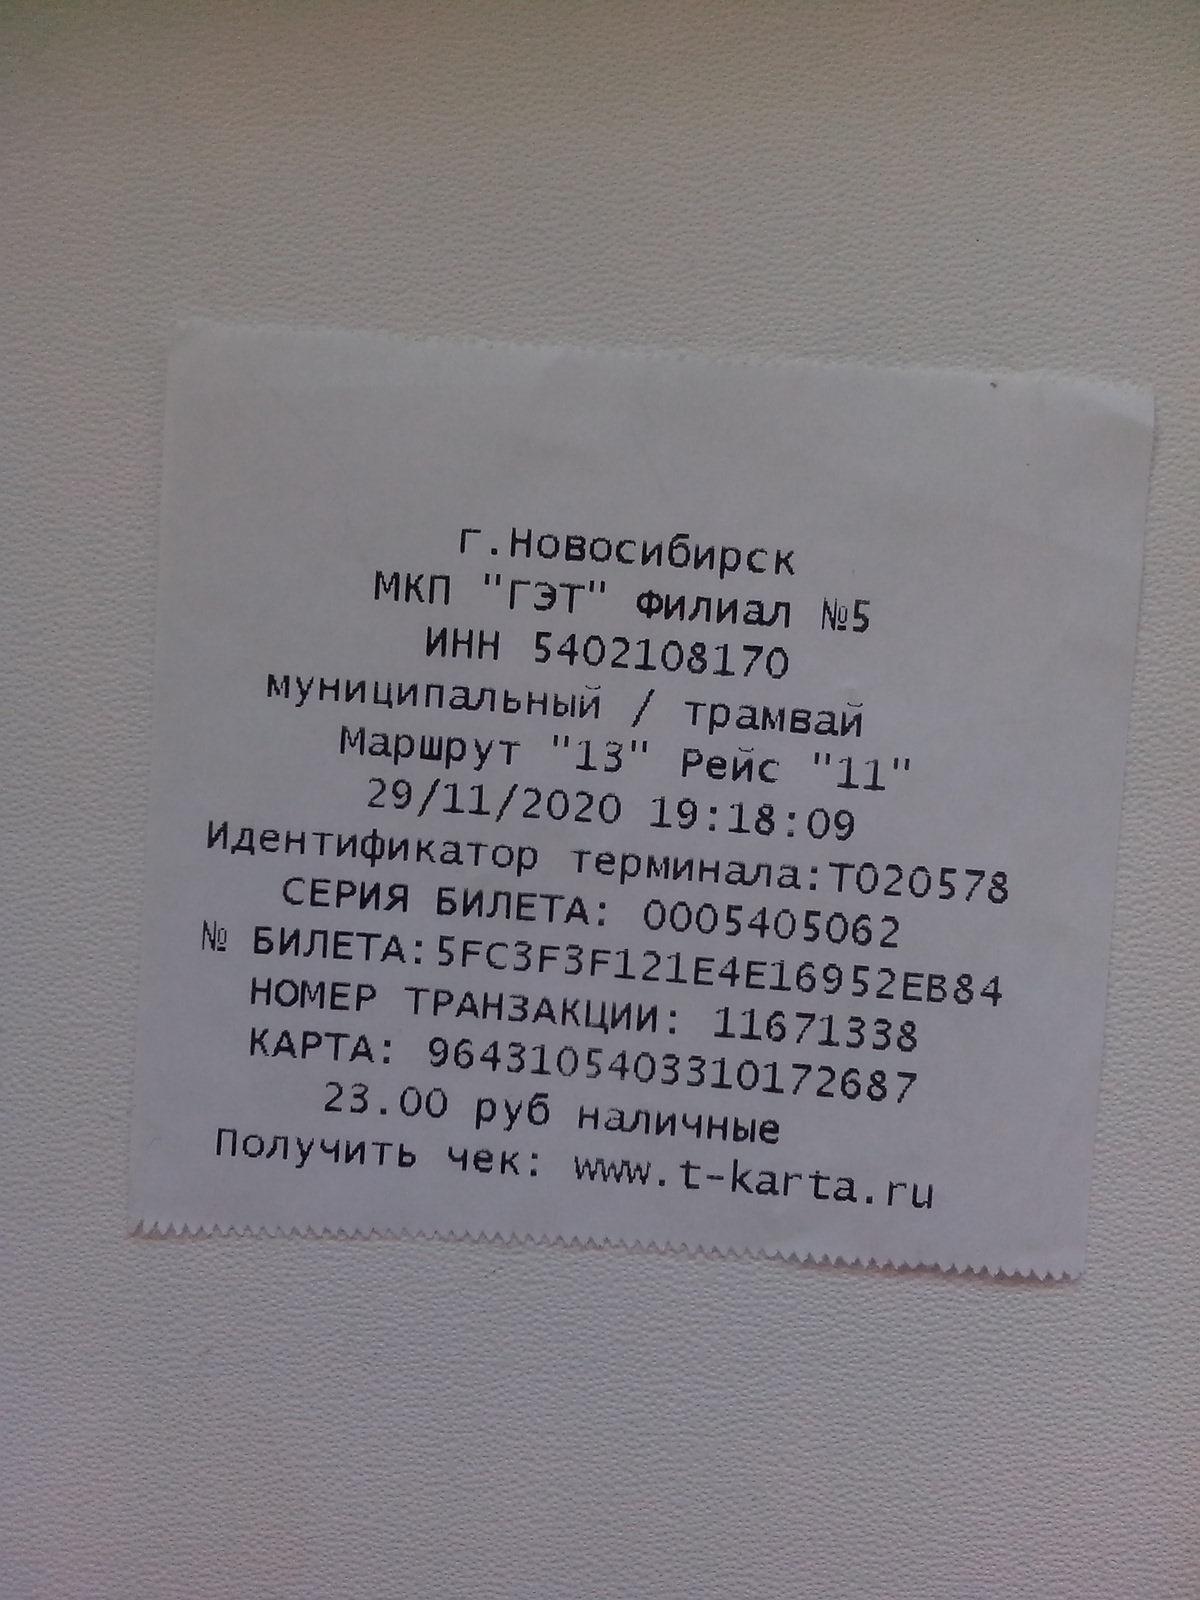 г.Новосибирск
МКП "ГЭТ" Филиал №5
ИНН 5402108170
муниципальный / трамвай
Маршрут "13" Рейс "11"
29/11/2020 19:18:09
Идентификатор терминала:T020578
СЕРИЯ БИЛЕТА: 0005405062
№ БИЛЕТА:5FC3F3F121E4E16952EB84
НОМЕР ТРАНЗАКЦИИ: 11671338
КАРТА: 9643105403310172687
23.00 руб наличные
Получить чек: www.t-karta.ru